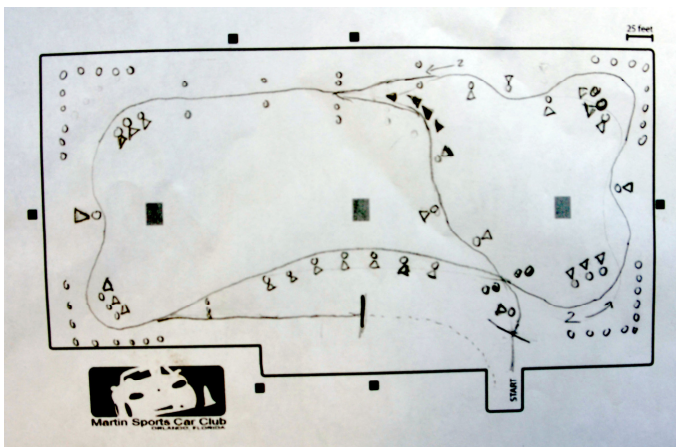 25 feet
2
2
START
Martin Sports Car Club
ORLANDO, FLORIDA